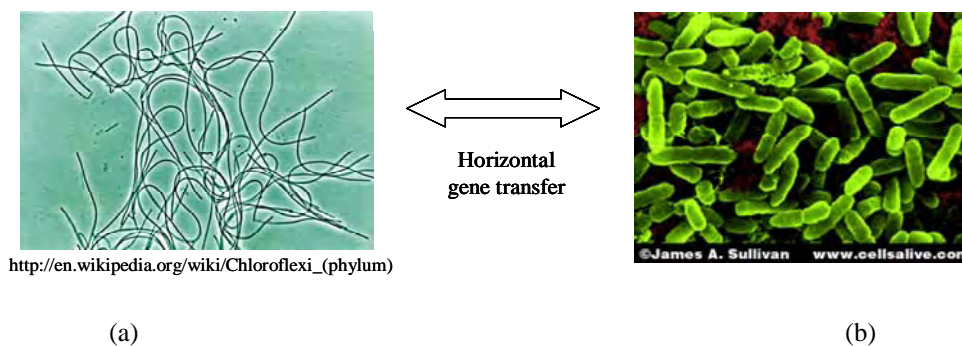 Horizontal
gene transfer
http://en.wikipedia.org/wiki/Chloroflexi_(phylum)
©James A. Sullivan www.cellsalive.com
(a)
(b)